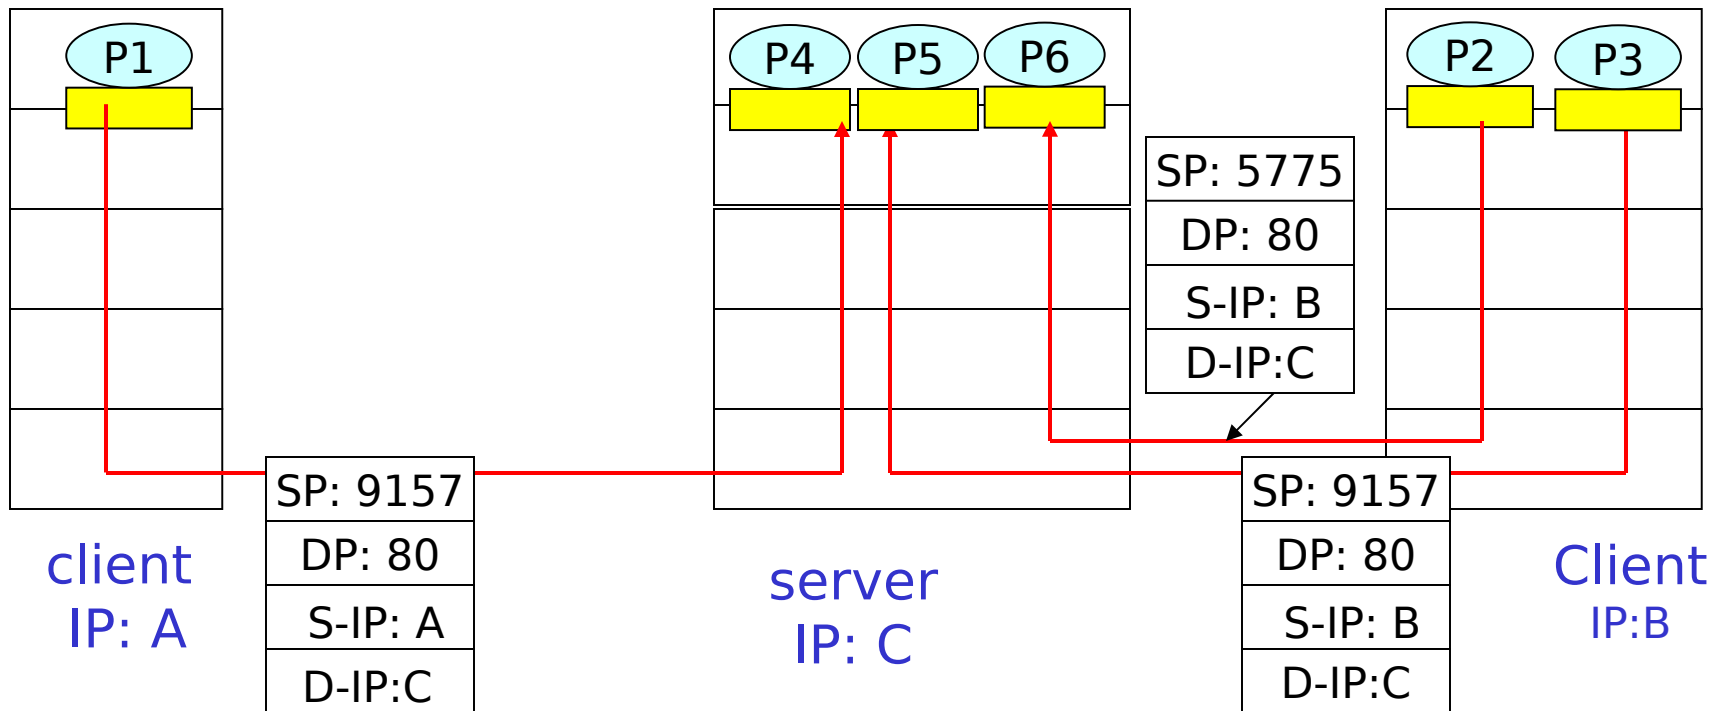 P1
P4
P5
P6
P2
P3
SP: 5775
DP: 80
S-IP: B
D-IP:C
SP: 9157
DP: 80
S-IP: A
D-IP:C
SP: 9157
DP: 80
S-IP: B
D-IP:C
client
IP: A
server
IP: C
Client
IP:B